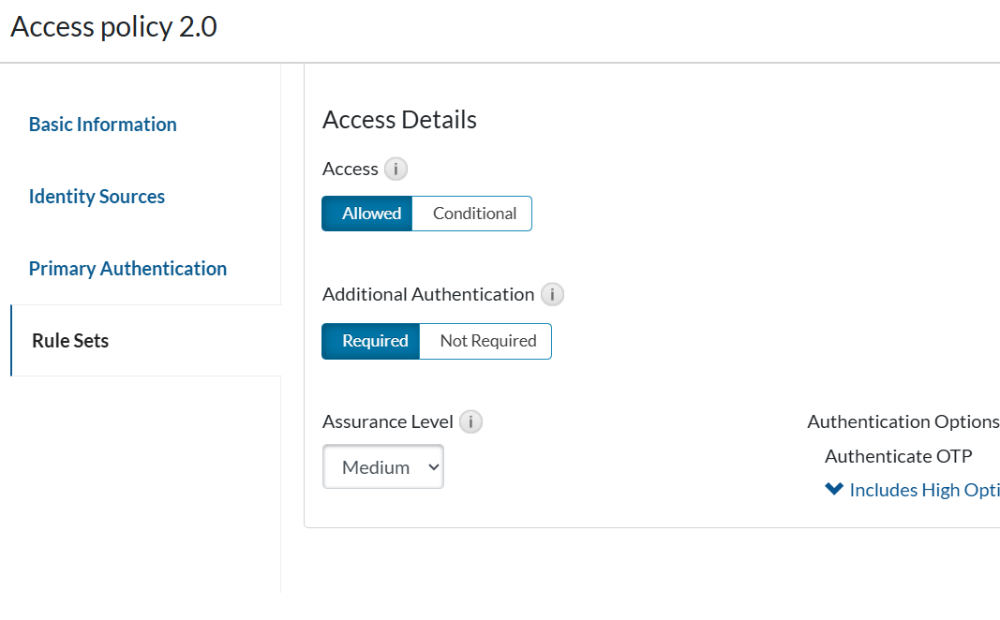 Access policy 2.0
Basic Information
Identity Sources
Primary Authentication
Rule Sets
Access Details
Access i
Allowed Conditional
Additional Authentication i
Required Not Required
Assurance Level i
Medium
Authentication Options
Authenticate OTP
Includes High Opti